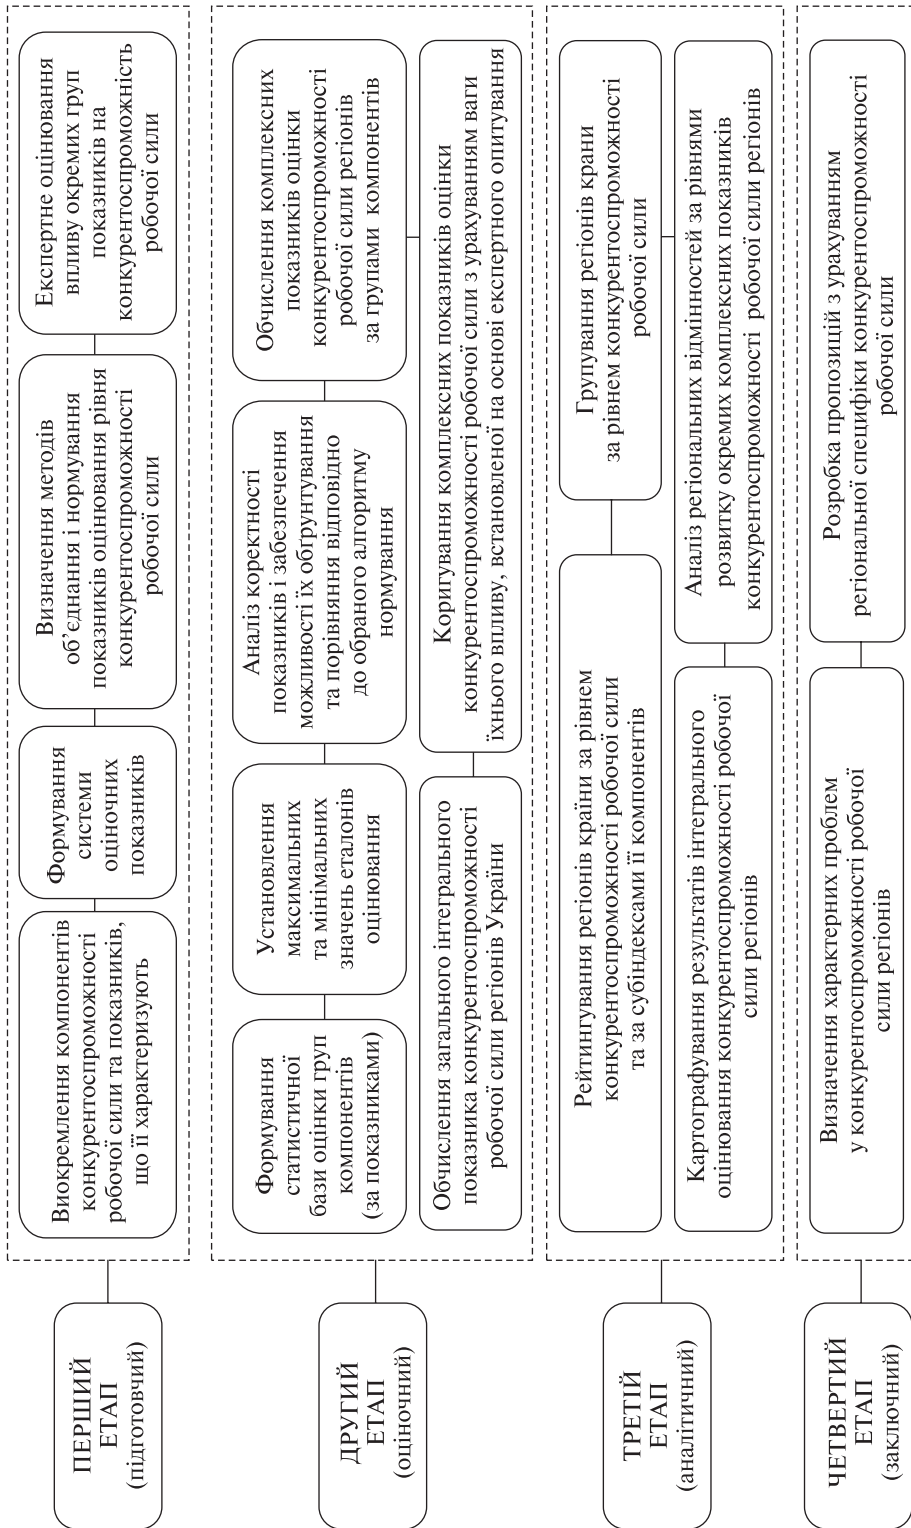 ПЕРШИЙ
ЕТАП
(підготовчий)
Виокремлення компонентів
конкурентоспроможності
робочої сили та показників,
що її характеризують
Формування
системи
оціночних
показників
Визначення методів
об’єднання і нормування
показників оцінювання рівня
конкурентоспроможності
робочої сили
Експертне оцінювання
впливу окремих груп
показників на
конкурентоспроможність
робочої сили
ДРУГИЙ
ЕТАП
(оціночний)
Формування
статистичної
бази оцінки груп
компонентів
(за показниками)
Установлення
максимальних
та мінімальних
значень еталонів
оцінювання
Аналіз коректності
показників і забезпечення
можливості їх обґрунтування
та порівняння відповідно
до обраного алгоритму
нормування
Обчислення комплексних
показників оцінки
конкурентоспроможності
робочої сили регіонів
за групами компонентів
Обчислення загального інтегрального
показника конкурентоспроможності
робочої сили регіонів України
Коригування комплексних показників оцінки
конкурентоспроможності робочої сили з урахуванням ваги
їхнього впливу, встановленої на основі експертного опитування
ТРЕТІЙ
ЕТАП
(аналітичний)
Рейтингування регіонів країни за рівнем
конкурентоспроможності робочої сили
та за субіндексами її компонентів
Групування регіонів крани
за рівнем конкурентоспроможності
робочої сили
Картографування результатів інтегрального
оцінювання конкурентоспроможності робочої
сили регіонів
Аналіз регіональних відмінностей за рівнями
розвитку окремих комплексних показників
конкурентоспроможності робочої сили регіонів
ЧЕТВЕРТИЙ
ЕТАП
(заключний)
Визначення характерних проблем
у конкурентоспроможності робочої
сили регіонів
Розробка пропозицій з урахуванням
регіональної специфіки конкурентоспроможності
робочої сили